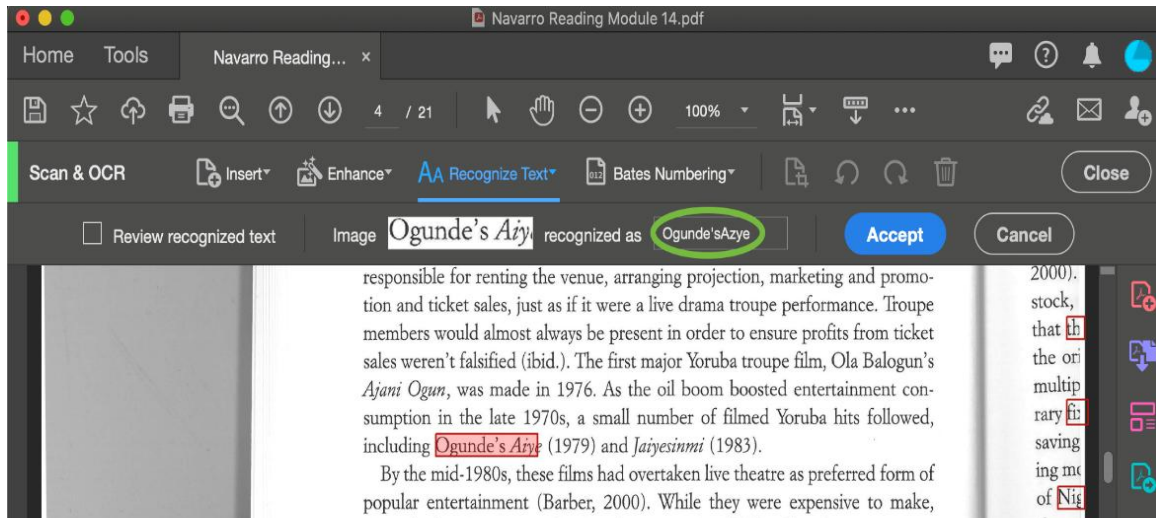 Navarro Reading Module 14.pdf
Home Tools Navarro Reading... ×
4 / 21 100%
Scan & OCR Insert Enhance AA Recognize Text 012 Bates Numbering Close
Review recognized text Image Ogunde's Aiy recognized as Ogunde'sAzye Accept Cancel
responsible for renting the venue, arranging projection, marketing and promo-
tion and ticket sales, just as if it were a live drama troupe performance. Troupe
members would almost always be present in order to ensure profits from ticket
sales weren't falsified (ibid.). The first major Yoruba troupe film, Ola Balogun's
Ajani Ogun, was made in 1976. As the oil boom boosted entertainment con-
sumption in the late 1970s, a small number of filmed Yoruba hits followed,
including Ogunde's Aiye (1979) and Jaiyesinmi (1983).
By the mid-1980s, these films had overtaken live theatre as preferred form of
popular entertainment (Barber, 2000). While they were expensive to make,
2000).
stock,
that th
the ori
multip
rary
saving
ing
of Nig